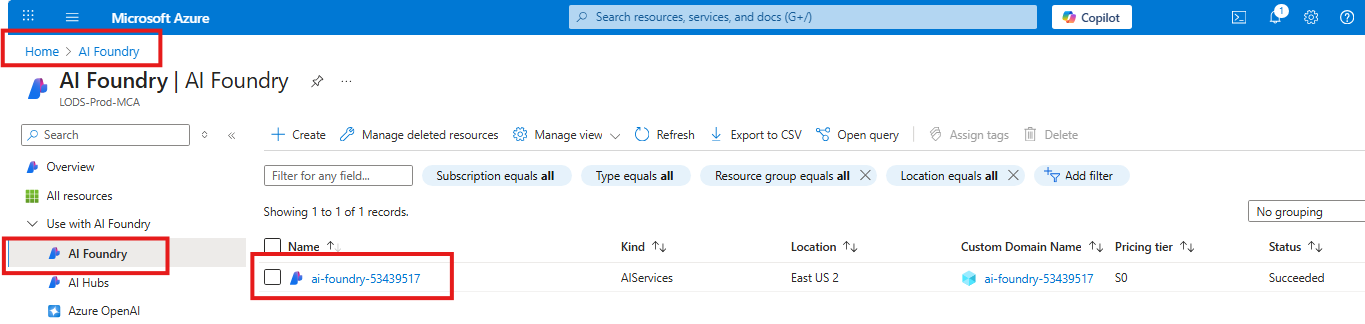 Microsoft Azure
Search resources, services, and docs (G+/)
Copilot
1
Home > AI Foundry
AI Foundry | AI Foundry
...
LODS-Prod-MCA
Search
Overview
All resources
Use with AI Foundry
AI Foundry
AI Hubs
Azure OpenAI
Create
Manage deleted resources
Manage view
Refresh
Export to CSV
Open query
Assign tags
Delete
Filter for any field...
Subscription equals all
Type equals all
Resource group equals all
Location equals all
Add filter
Showing 1 to 1 of 1 records.
No grouping
Name Kind Location Custom Domain Name Pricing tier Status
ai-foundry-53439517 AIServices East US 2 ai-foundry-53439517 S0 Succeeded